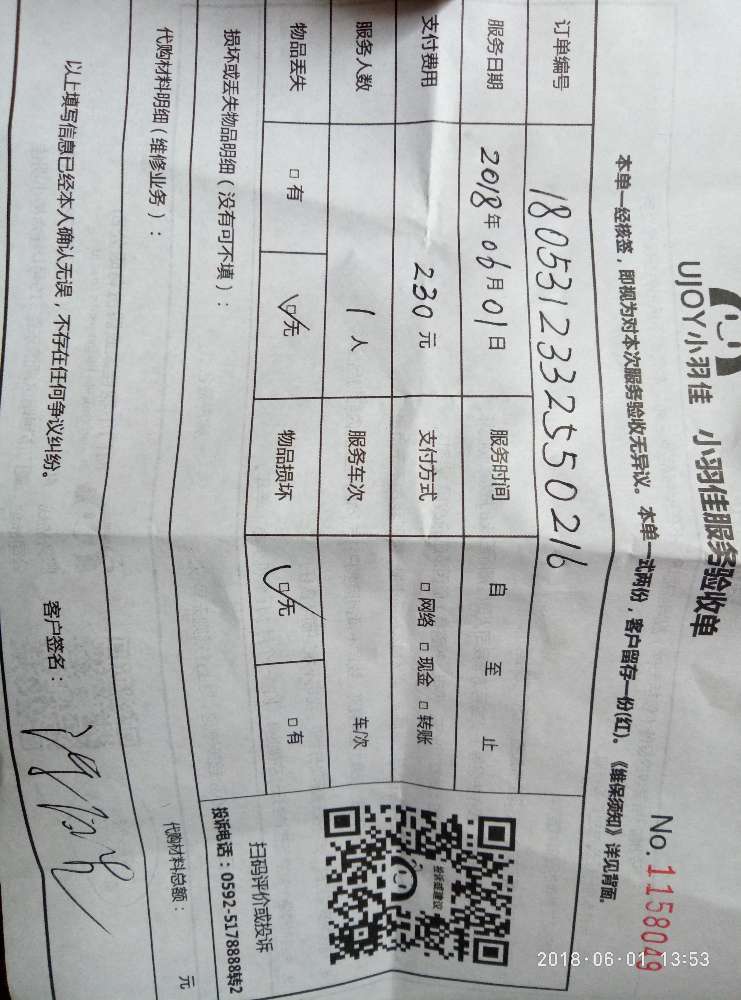 UJOY小羽佳 小羽佳服务验收单
No. 1158049
本单一经核签，即视为对本次服务验收无异议。本单一式两份，客户留存一份(红)。《维保须知》详见背面。
订单编号 18053123325550216
服务日期 2018年06月01日 服务时间 自 至 止
支付费用 230元 支付方式 □网络 □现金 □转账
服务人数 1人 服务车次 车/次
物品丢失 □有 ☑无 物品损坏 ☑无 □有
损坏或丢失物品明细（没有可不填）：
代购材料明细（维修业务）：
代购材料总额： 元
投诉或建议
扫码评价或投诉
投诉电话：0592-5178888转2
以上填写信息已经本人确认无误，不存在任何争议纠纷。 客户签名：
2018-06-01 13:53